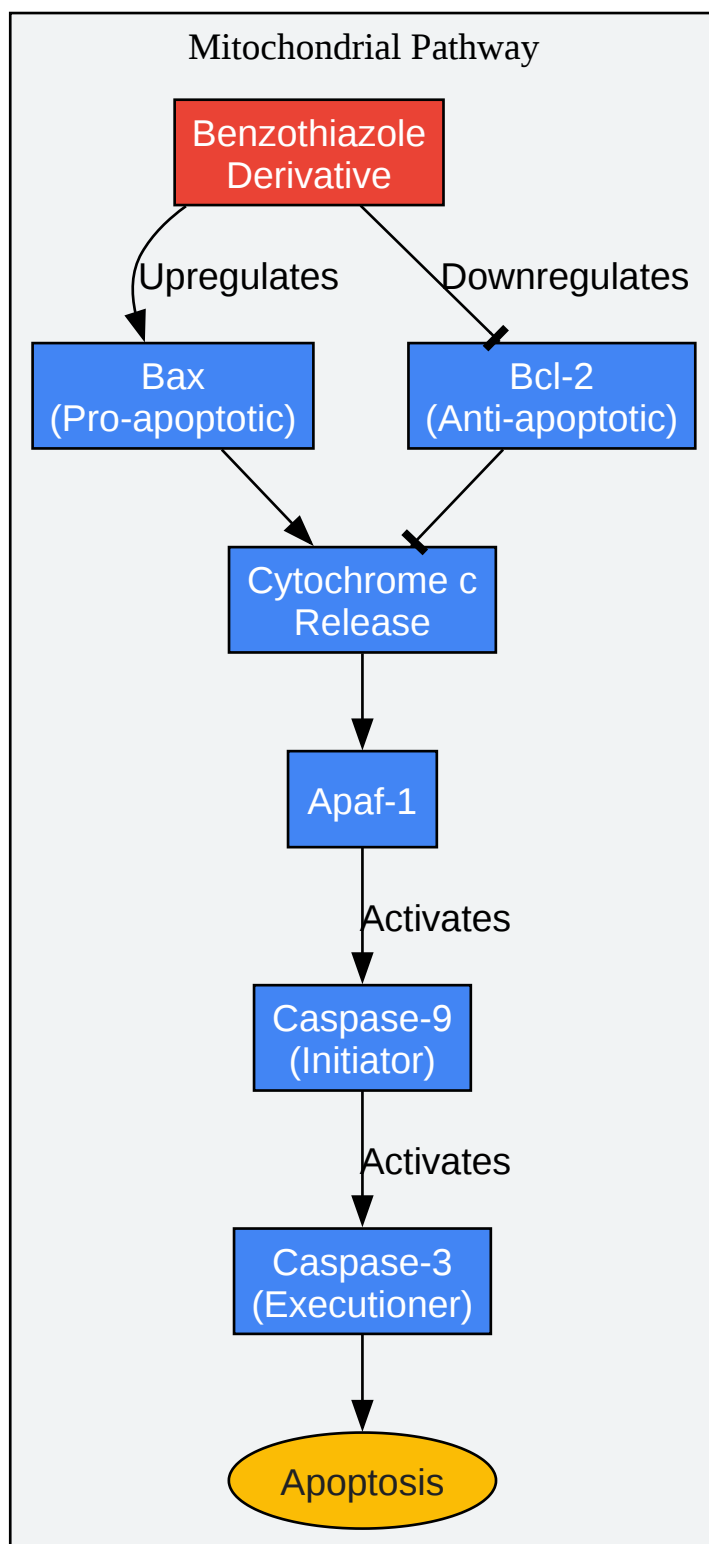 Mitochondrial Pathway
Benzothiazole
Derivative
Upregulates
Downregulates
Bax
(Pro-apoptotic)
Bcl-2
(Anti-apoptotic)
Cytochrome c
Release
Apaf-1
Activates
Caspase-9
(Initiator)
Activates
Caspase-3
(Executioner)
Apoptosis